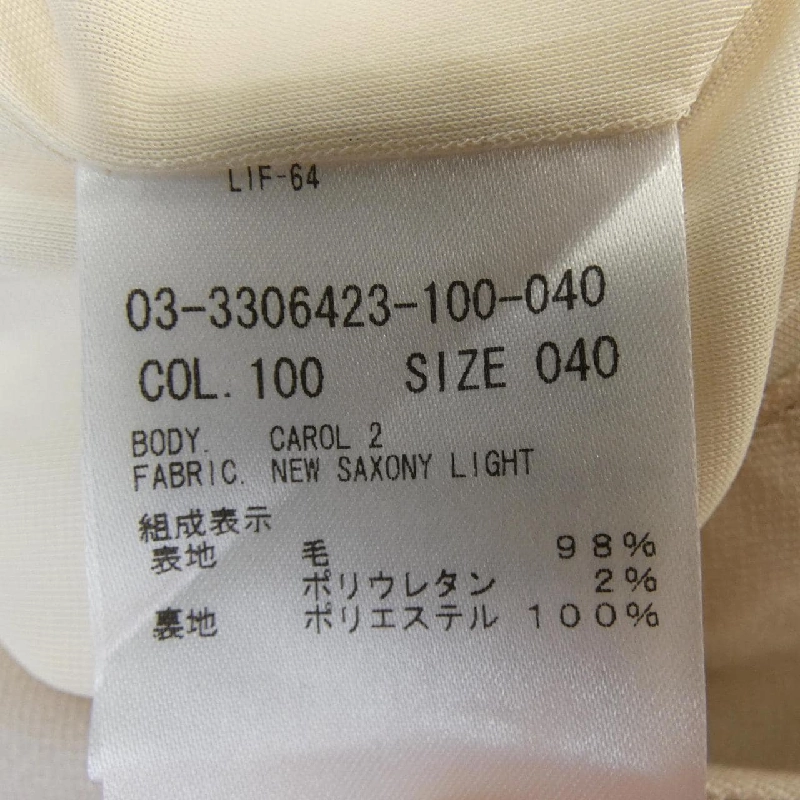 LIF-64
03-3306423-100-040
COL. 100 SIZE 040
BODY. CAROL 2
FABRIC. NEW SAXONY LIGHT
組成表示
表地 毛 98%
ポリウレタン 2%
裏地 ポリエステル 100%